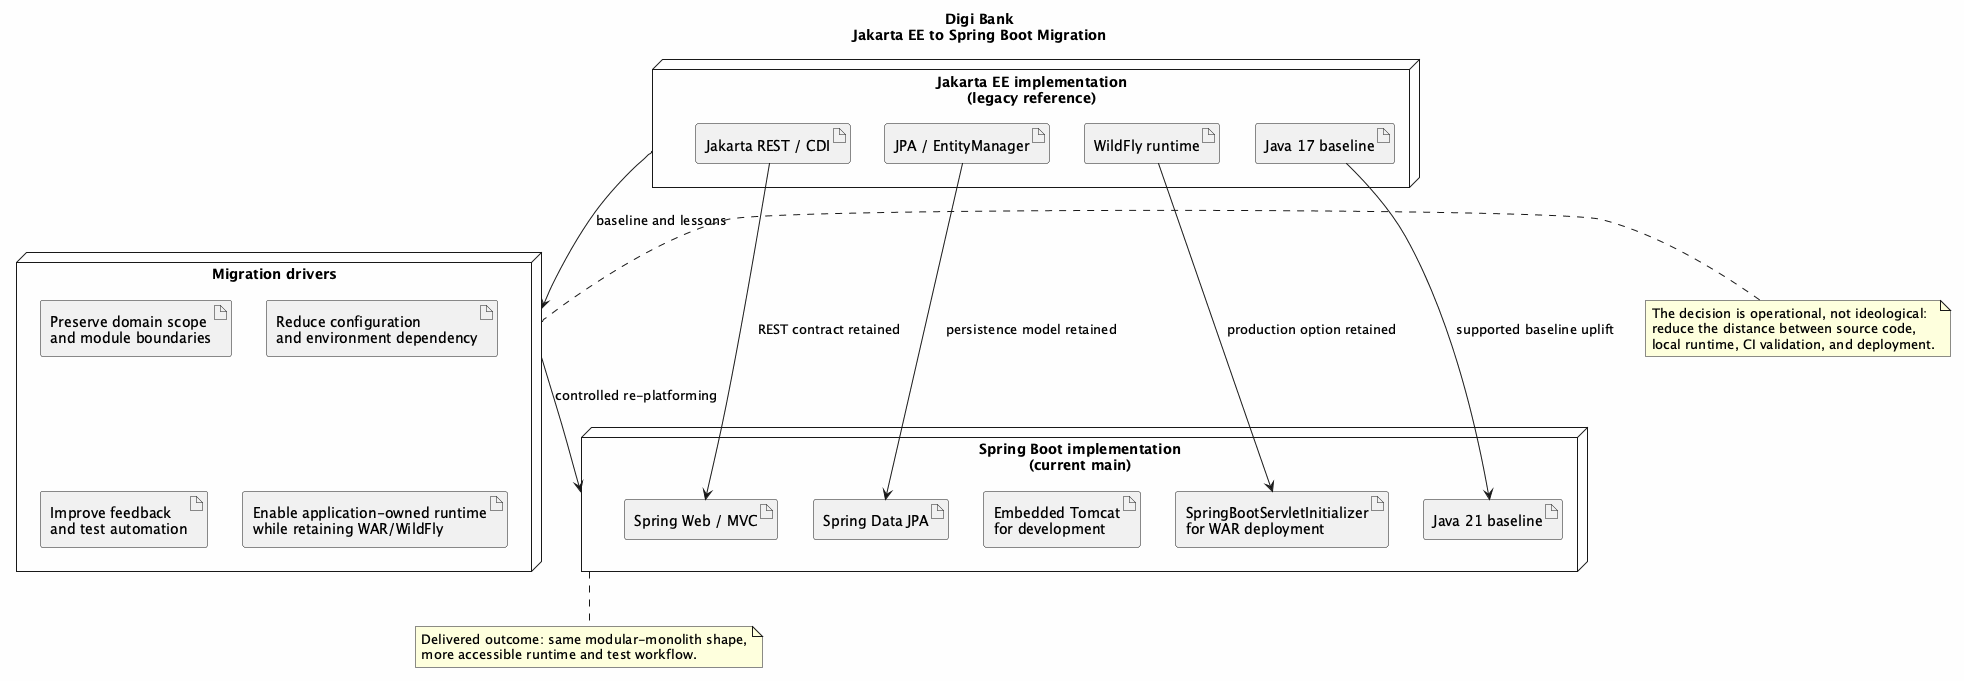 Digi Bank
Jakarta EE to Spring Boot Migration
Jakarta EE implementation
(legacy reference)
Jakarta REST / CDI
JPA / EntityManager
WildFly runtime
Java 17 baseline
baseline and lessons
Migration drivers
Preserve domain scope
and module boundaries
Reduce configuration
and environment dependency
The decision is operational, not ideological:
reduce the distance between source code,
local runtime, CI validation, and deployment.
REST contract retained
persistence model retained
production option retained
supported baseline uplift
controlled re-platforming
Spring Boot implementation
(current main)
Improve feedback
and test automation
Enable application-owned runtime
while retaining WAR/WildFly
Spring Web / MVC
Spring Data JPA
Embedded Tomcat
for development
SpringBootServletInitializer
for WAR deployment
Java 21 baseline
Delivered outcome: same modular-monolith shape,
more accessible runtime and test workflow.